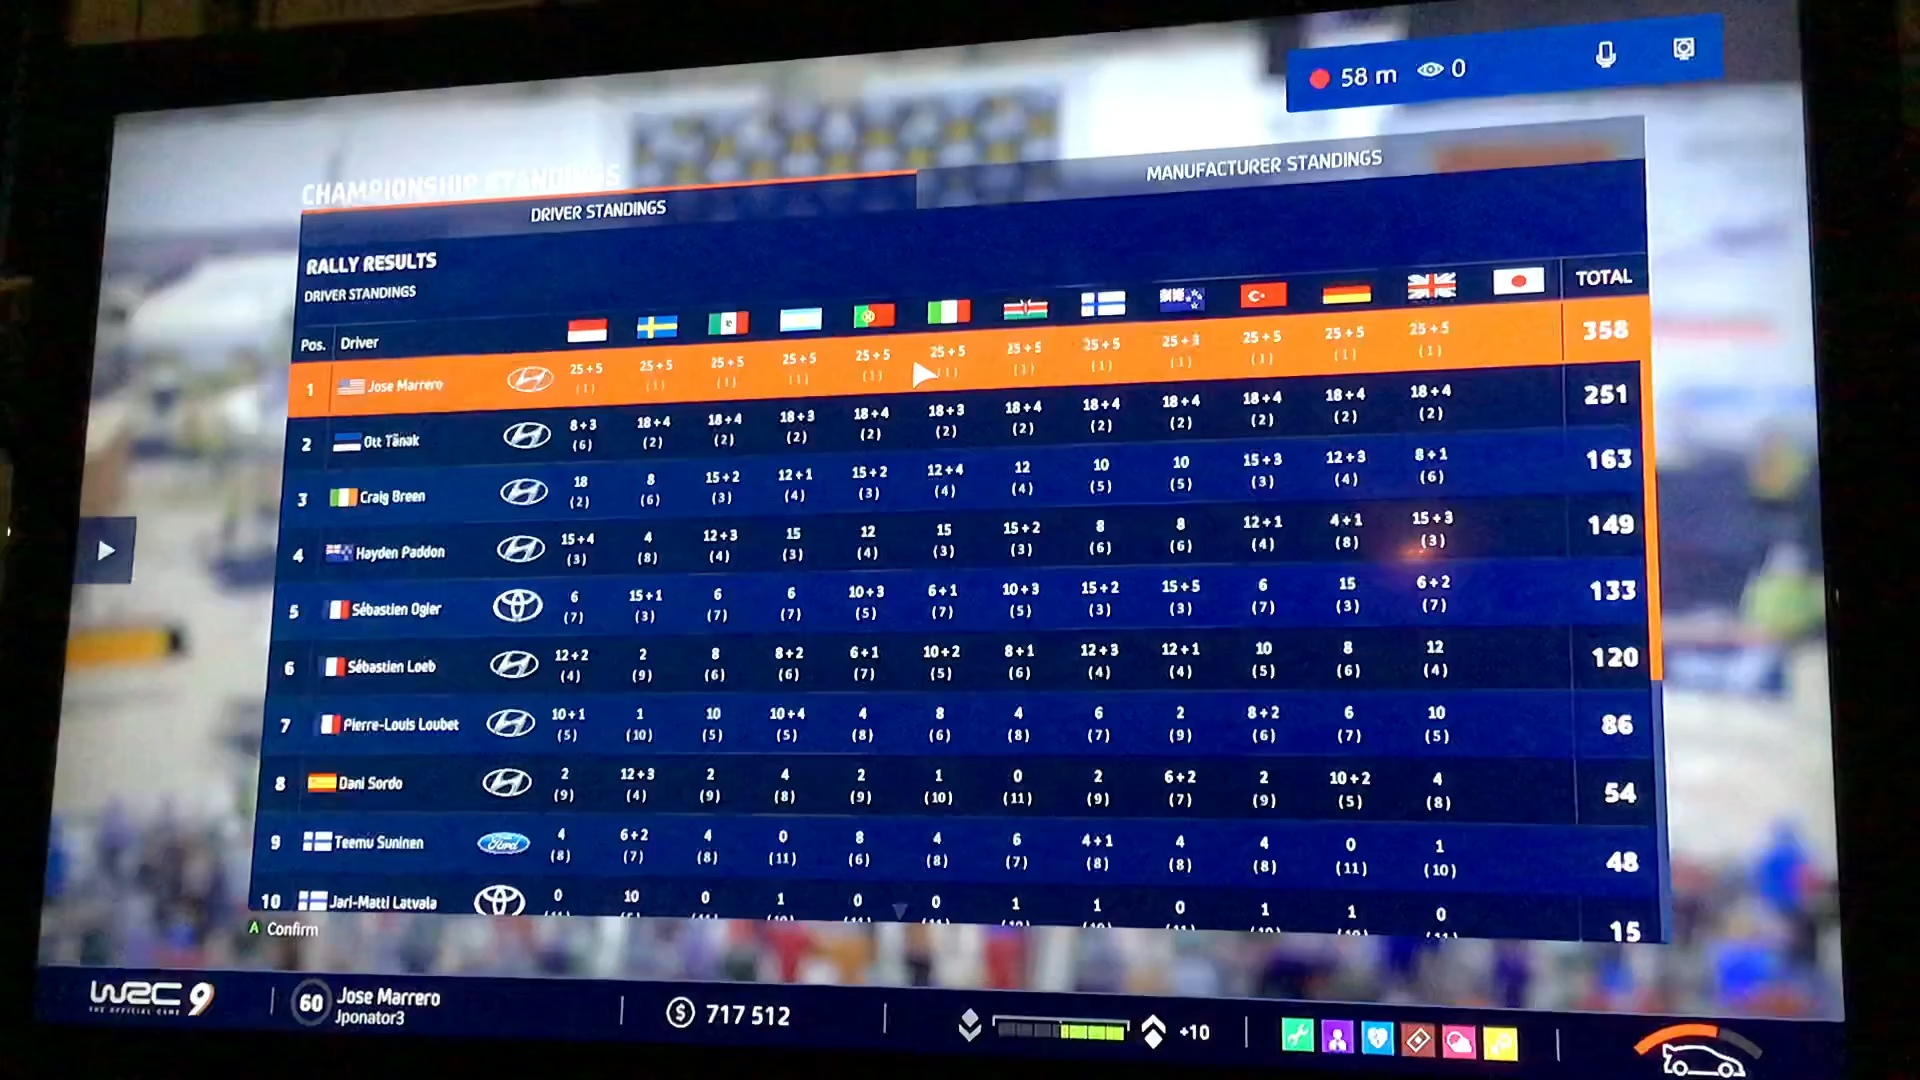 58 m 0
CHAMPIONSHIP STANDINGS
DRIVER STANDINGS MANUFACTURER STANDINGS
RALLY RESULTS
DRIVER STANDINGS
Pos. Driver TOTAL
1 Jose Marrero 25+5 25+5 25+5 25+5 25+5 25+5 25+5 25+5 25+3 25+5 25+5 25+5 358
(1) (1) (1) (1) (1) (1) (1) (1) (1) (1) (1) (1)
2 Ott Tänak 8+3 18+4 18+4 18+3 18+4 18+3 18+4 18+4 18+4 18+4 18+4 18+4 251
(6) (2) (2) (2) (2) (2) (2) (2) (2) (2) (2) (2)
3 Craig Breen 18 8 15+2 12+1 15+2 12+4 12 10 10 15+3 12+3 8+1 163
(2) (6) (3) (4) (3) (4) (4) (5) (5) (3) (4) (6)
4 Hayden Paddon 15+4 4 12+3 15 12 15 15+2 8 8 12+1 4+1 15+3 149
(3) (8) (4) (3) (4) (3) (3) (6) (6) (4) (8) (3)
5 Sébastien Ogier 6 15+1 6 6 10+3 6+1 10+3 15+2 15+5 6 15 6+2 133
(7) (3) (7) (7) (5) (7) (5) (3) (3) (7) (3) (7)
6 Sébastien Loeb 12+2 2 8 8+2 6+1 10+2 8+1 12+3 12+1 10 8 12 120
(4) (9) (6) (6) (7) (5) (6) (4) (4) (5) (6) (4)
7 Pierre-Louis Loubet 10+1 1 10 10+4 4 8 4 6 2 8+2 6 10 86
(5) (10) (5) (5) (8) (6) (8) (7) (9) (6) (7) (5)
8 Dani Sordo 2 12+3 2 4 2 1 0 2 6+2 2 10+2 4 54
(9) (4) (9) (8) (9) (10) (11) (9) (7) (9) (5) (8)
9 Teemu Suninen Ford 4 6+2 4 0 8 4 6 4+1 4 4 0 1 48
(8) (7) (8) (11) (6) (8) (7) (8) (8) (8) (11) (10)
10 Jari-Matti Latvala 0 10 0 1 0 0 1 1 0 1 1 0 15
A Confirm
WRC 9
THE OFFICIAL GAME
60 Jose Marrero
Jponator3
$ 717 512
+10